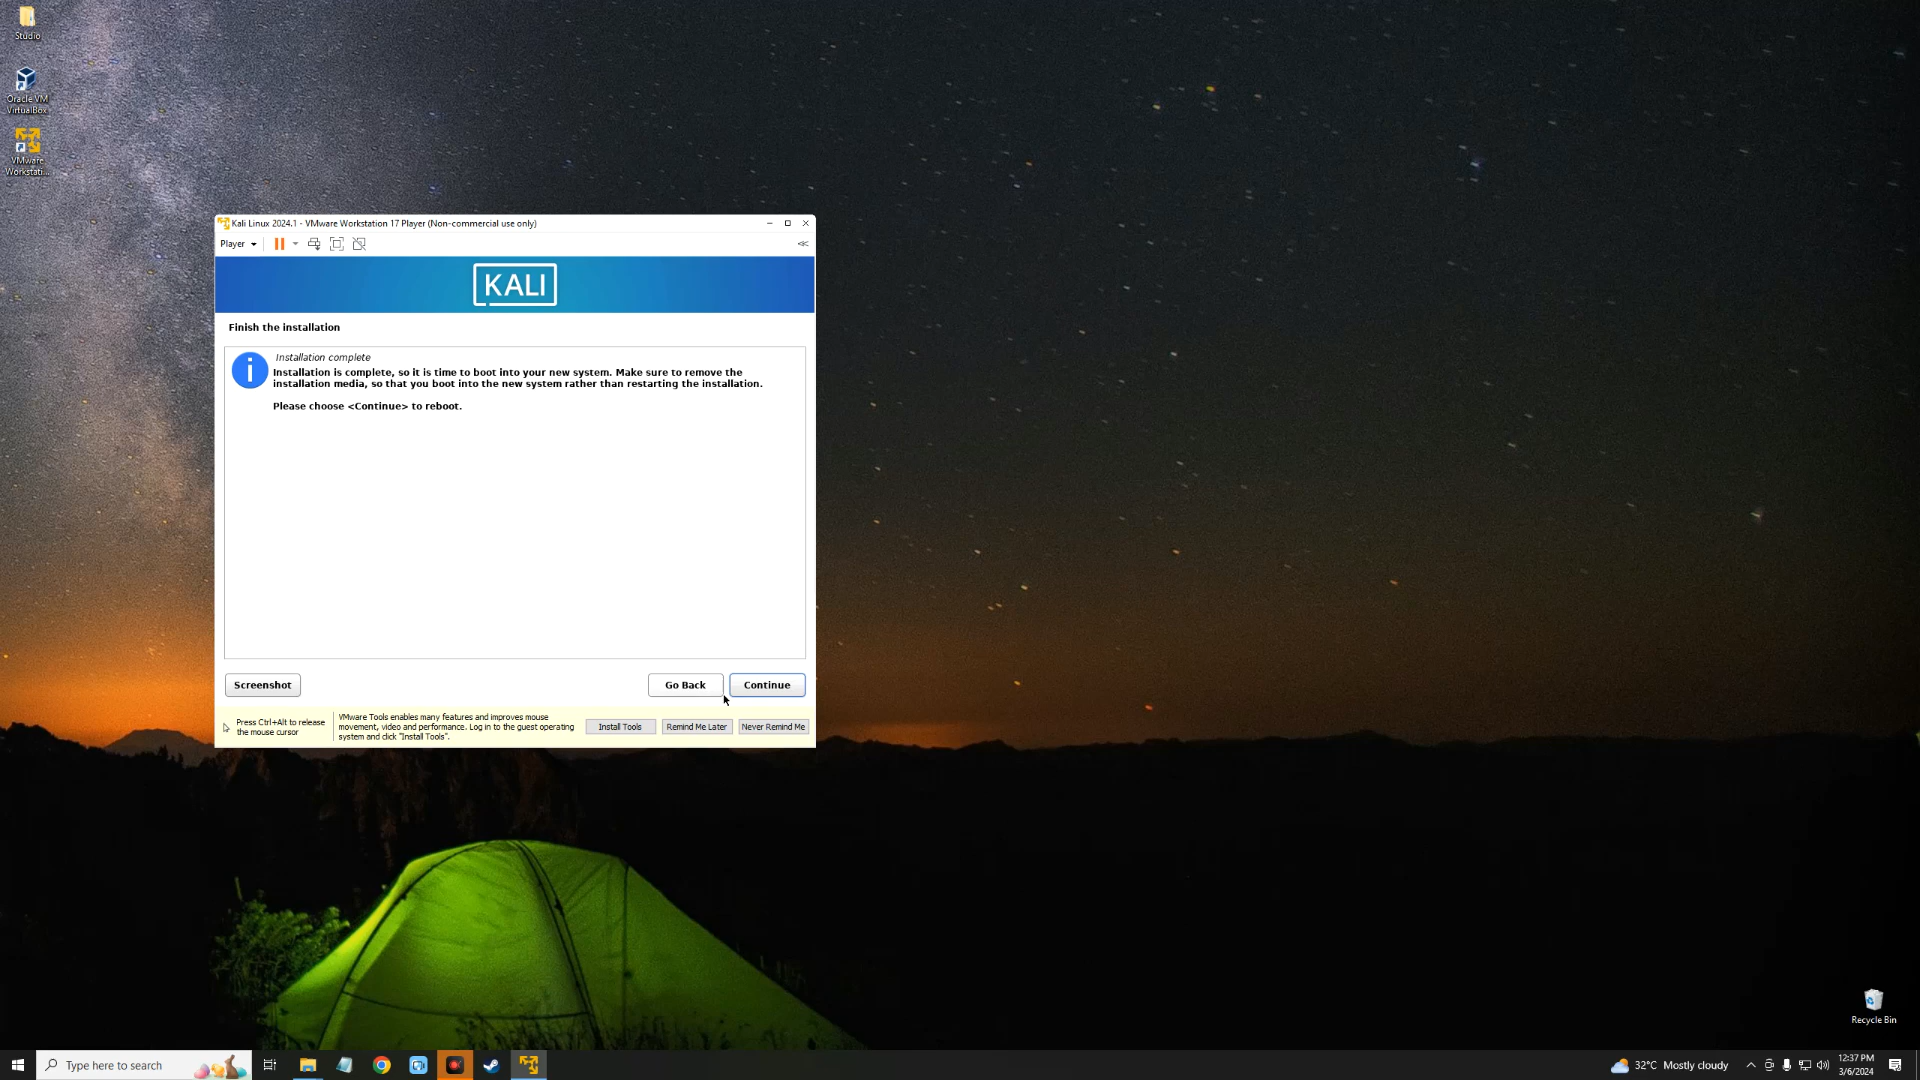 Studio
Oracle VM
VirtualBox
VMware
Workstati...
Kali Linux 2024.1 - VMware Workstation 17 Player (Non-commercial use only)
Player
KALI
Finish the installation
Installation complete
Installation is complete, so it is time to boot into your new system. Make sure to remove the
installation media, so that you boot into the new system rather than restarting the installation.
Please choose <Continue> to reboot.
Screenshot
Go Back
Continue
Press Ctrl+Alt to release
the mouse cursor
VMware Tools enables many features and improves mouse
movement, video and performance. Log in to the guest operating
system and click "Install Tools".
Install Tools
Remind Me Later
Never Remind Me
Recycle Bin
Type here to search
32°C Mostly cloudy
12:37 PM
3/6/2024